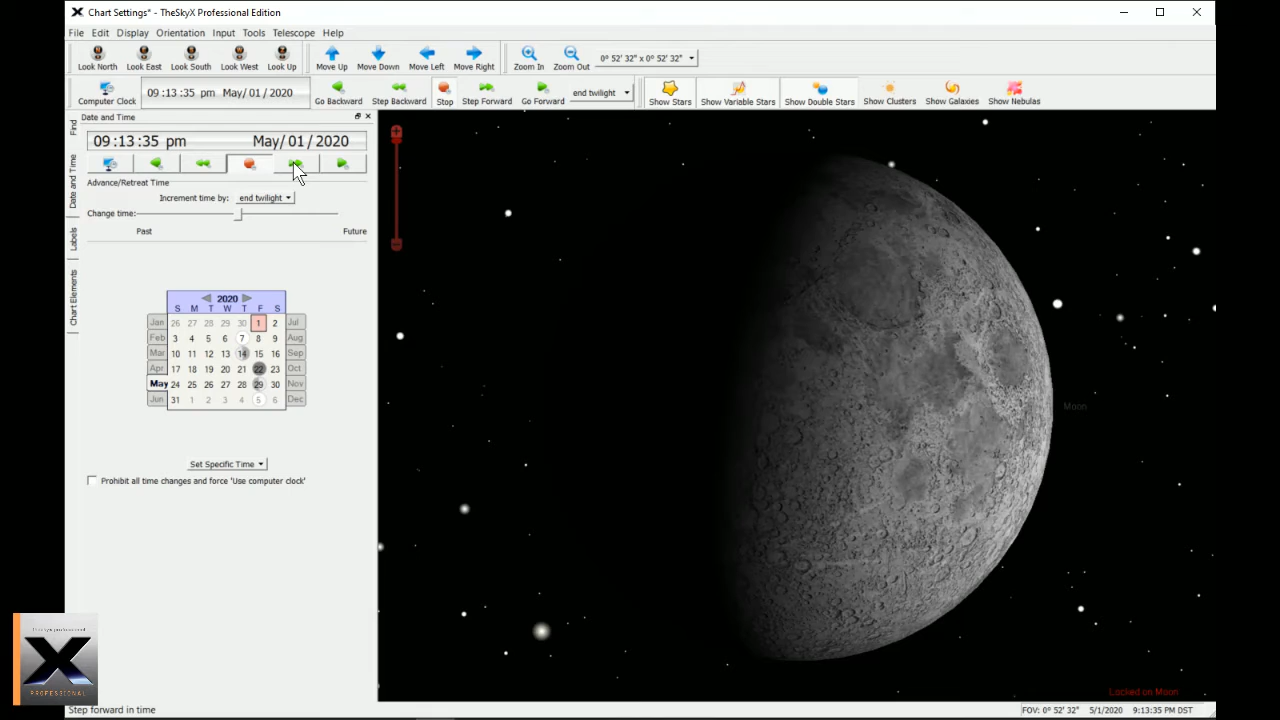 Chart Settings* - TheSkyX Professional Edition
File Edit Display Orientation Input Tools Telescope Help
Look North Look East Look South Look West Look Up Move Up Move Down Move Left Move Right Zoom In Zoom Out 0° 52' 32" x 0° 52' 32"
Computer Clock 09 :13 :35 pm May/ 01 / 2020 Go Backward Step Backward Stop Step Forward Go Forward end twilight Show Stars Show Variable Stars Show Double Stars Show Clusters Show Galaxies Show Nebulas
Date and Time
Find
Date and Time
Labels
Chart Elements
09 :13 :35 pm May/ 01 / 2020
Advance/Retreat Time
Increment time by: end twilight
Change time:
Past Future
2020
S M T W T F S
Jan 26 27 28 29 30 1 2 Jul
Feb 3 4 5 6 7 8 9 Aug
Mar 10 11 12 13 14 15 16 Sep
Apr 17 18 19 20 21 22 23 Oct
May 24 25 26 27 28 29 30 Nov
Jun 31 1 2 3 4 5 6 Dec
Set Specific Time
Prohibit all time changes and force 'Use computer clock'
Moon
Locked on Moon
TheSkyX professional
X
PROFESSIONAL
Step forward in time
FOV: 0° 52' 32" 5/1/2020 9:13:35 PM DST